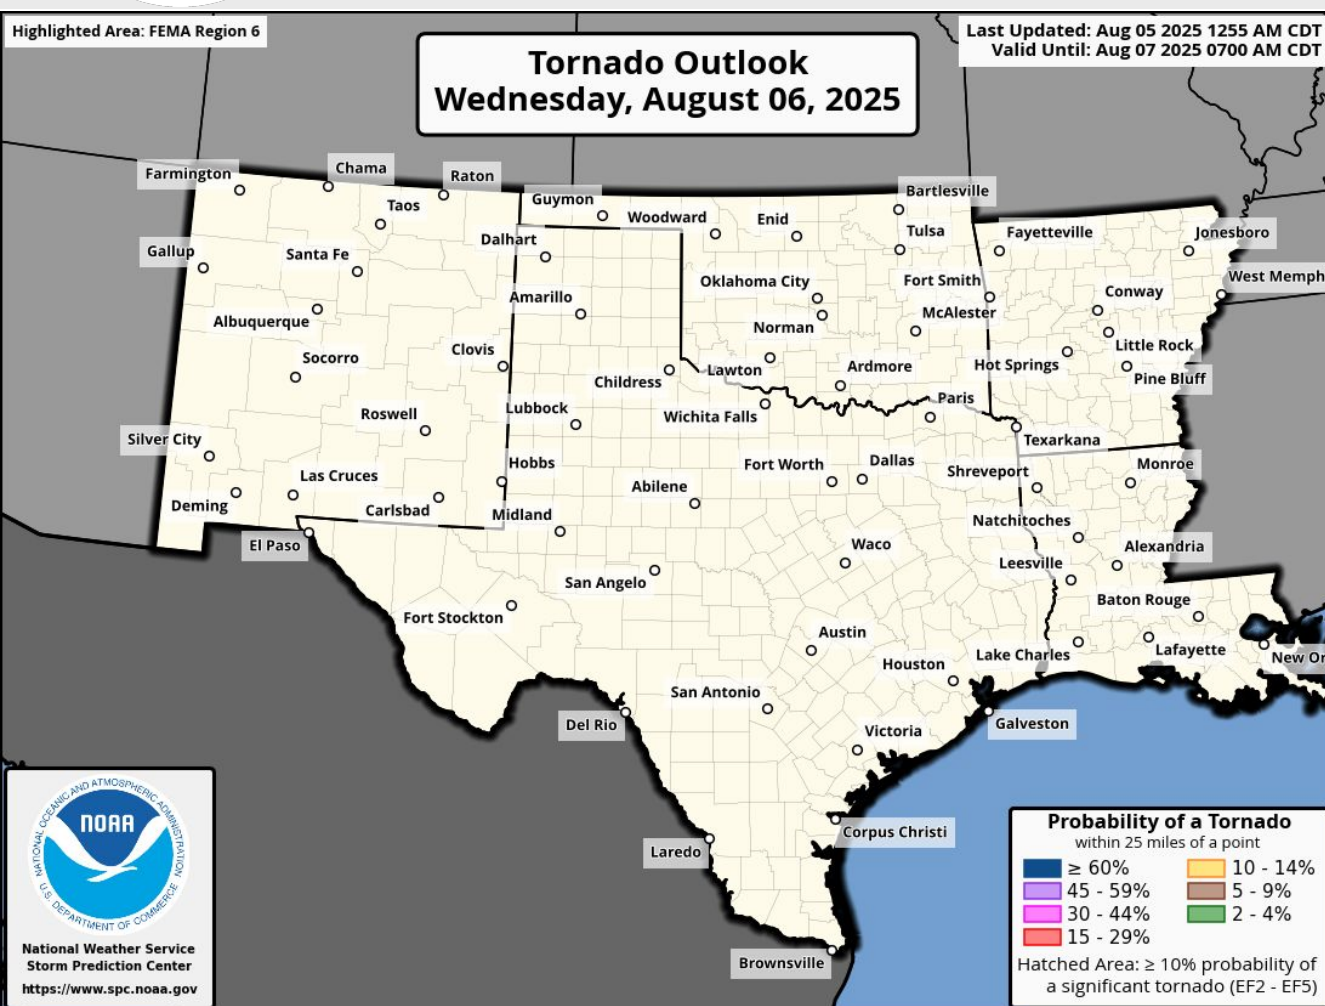 Highlighted Area: FEMA Region 6
Last Updated: Aug 05 2025 1255 AM CDT
Valid Until: Aug 07 2025 0700 AM CDT
Tornado Outlook
Wednesday, August 06, 2025
Farmington
Chama
Raton
Taos
Guymon
Woodward
Enid
Bartlesville
Tulsa
Fayetteville
Jonesboro
Gallup
Santa Fe
Dalhart
Oklahoma City
Fort Smith
West Memph
Conway
Amarillo
Albuquerque
Norman
McAlester
Little Rock
Socorro
Clovis
Childress
Lawton
Ardmore
Hot Springs
Pine Bluff
Roswell
Lubbock
Wichita Falls
Paris
Texarkana
Silver City
Hobbs
Fort Worth
Dallas
Shreveport
Monroe
Las Cruces
Deming
Carlsbad
Midland
Abilene
Natchitoches
El Paso
Waco
Alexandria
San Angelo
Leesville
Fort Stockton
Baton Rouge
Austin
Houston
Lake Charles
Lafayette
New Or
San Antonio
Del Rio
Victoria
Galveston
Corpus Christi
Laredo
Brownsville
NATIONAL OCEANIC AND ATMOSPHERIC ADMINISTRATION
NOAA
U.S. DEPARTMENT OF COMMERCE
National Weather Service
Storm Prediction Center
https://www.spc.noaa.gov
Probability of a Tornado
within 25 miles of a point
≥ 60%
10 - 14%
45 - 59%
5 - 9%
30 - 44%
2 - 4%
15 - 29%
Hatched Area: ≥ 10% probability of
a significant tornado (EF2 - EF5)